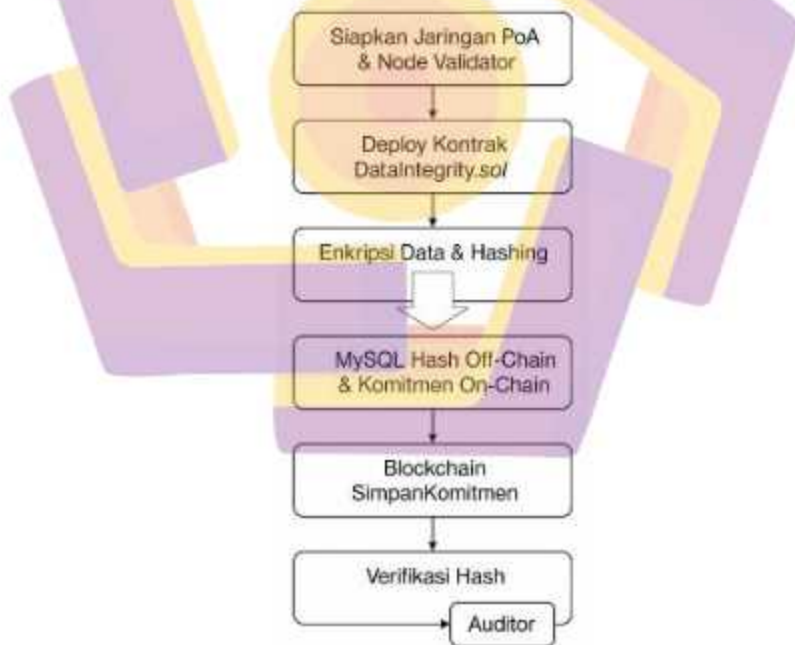 Siapkan Jaringan PoA
& Node Validator
Deploy Kontrak
DataIntegrity.sol
Enkripsi Data & Hashing
MySQL Hash Off-Chain
& Komitmen On-Chain
Blockchain
SimpanKomitmen
Verifikasi Hash
Auditor